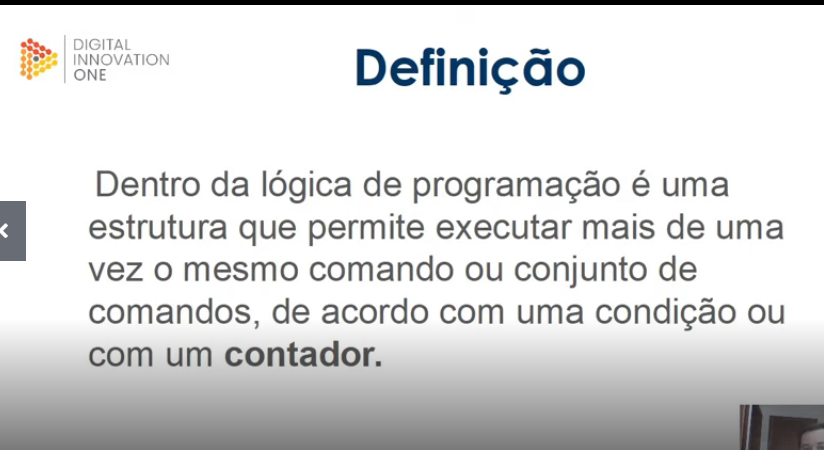 DIGITAL
INNOVATION
ONE
Definição
Dentro da lógica de programação é uma
estrutura que permite executar mais de uma
vez o mesmo comando ou conjunto de
comandos, de acordo com uma condição ou
com um contador.